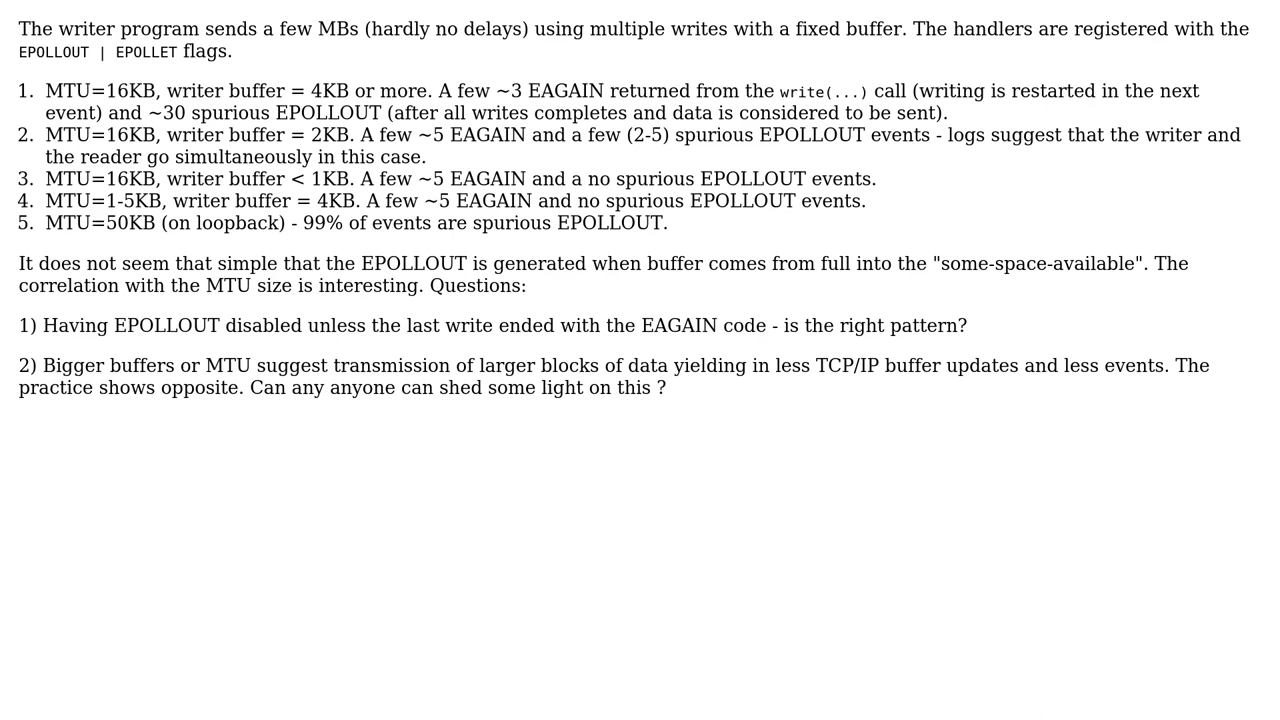 The writer program sends a few MBs (hardly no delays) using multiple writes with a fixed buffer. The handlers are registered with the
EPOLLOUT | EPOLLET flags.
1. MTU=16KB, writer buffer = 4KB or more. A few ~3 EAGAIN returned from the write(...) call (writing is restarted in the next
event) and ~30 spurious EPOLLOUT (after all writes completes and data is considered to be sent).
2. MTU=16KB, writer buffer = 2KB. A few ~5 EAGAIN and a few (2-5) spurious EPOLLOUT events - logs suggest that the writer and
the reader go simultaneously in this case.
3. MTU=16KB, writer buffer < 1KB. A few ~5 EAGAIN and a no spurious EPOLLOUT events.
4. MTU=1-5KB, writer buffer = 4KB. A few ~5 EAGAIN and no spurious EPOLLOUT events.
5. MTU=50KB (on loopback) - 99% of events are spurious EPOLLOUT.
It does not seem that simple that the EPOLLOUT is generated when buffer comes from full into the "some-space-available". The
correlation with the MTU size is interesting. Questions:
1) Having EPOLLOUT disabled unless the last write ended with the EAGAIN code - is the right pattern?
2) Bigger buffers or MTU suggest transmission of larger blocks of data yielding in less TCP/IP buffer updates and less events. The
practice shows opposite. Can any anyone can shed some light on this ?